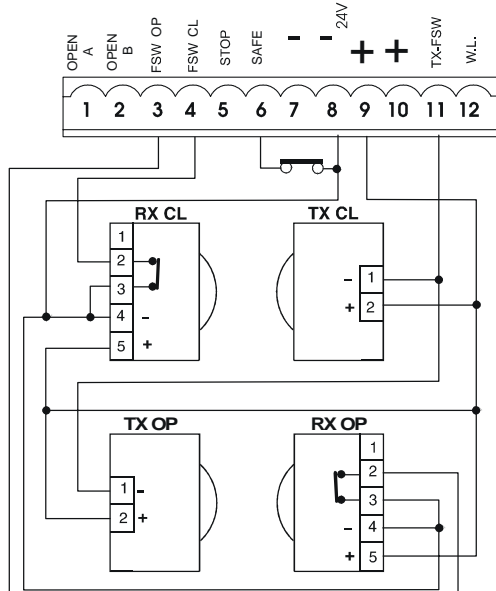 OPEN A
OPEN B
FSW OP
FSW CL
STOP
SAFE
-
-
24V
+
+
TX-FSW
W.L.
1 2 3 4 5 6 7 8 9 10 11 12
RX CL
1
2
3
4 -
5 +
TX CL
- 1
+ 2
TX OP
1 -
2 +
RX OP
1
2
3
- 4
+ 5